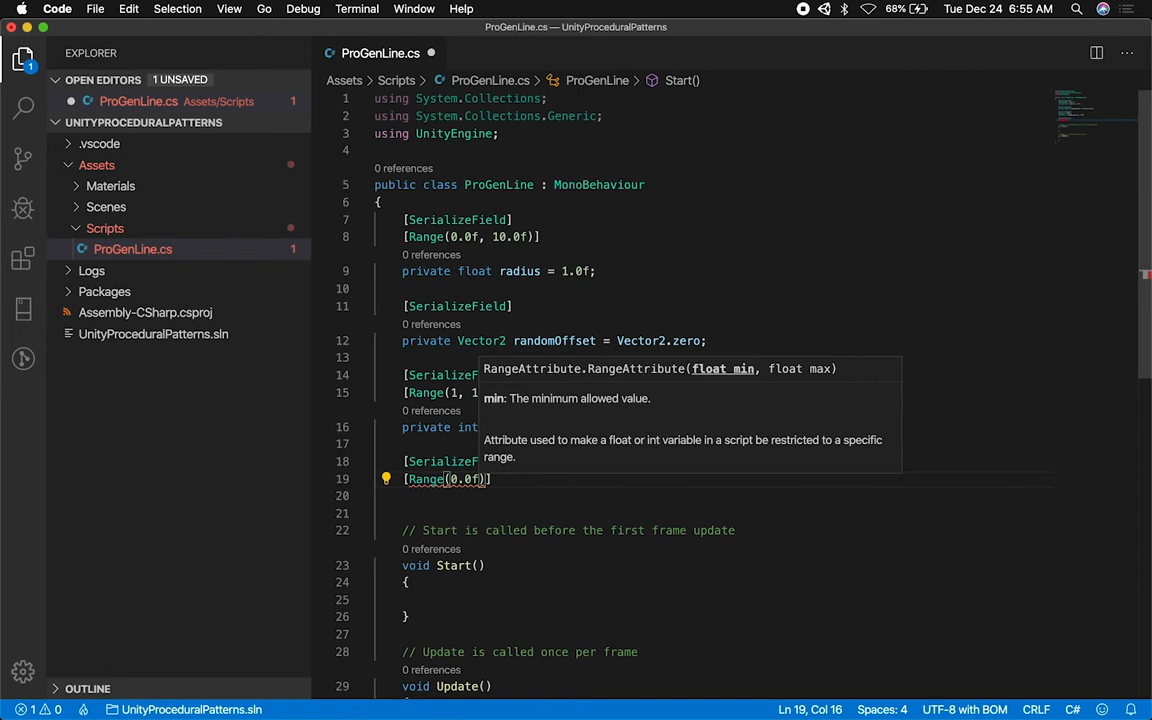 Code File Edit Selection View Go Debug Terminal Window Help 68% Tue Dec 24 6:55 AM
ProGenLine.cs — UnityProceduralPatterns
EXPLORER
ProGenLine.cs
OPEN EDITORS 1 UNSAVED
ProGenLine.cs Assets/Scripts 1
UNITYPROCEDURALPATTERNS
.vscode
Assets
Materials
Scenes
Scripts
ProGenLine.cs 1
Logs
Packages
Assembly-CSharp.csproj
UnityProceduralPatterns.sln
OUTLINE
1
Assets > Scripts > ProGenLine.cs > ProGenLine > Start()
1 using System.Collections;
2 using System.Collections.Generic;
3 using UnityEngine;
4
0 references
5 public class ProGenLine : MonoBehaviour
6 {
7 [SerializeField]
8 [Range(0.0f, 10.0f)]
0 references
9 private float radius = 1.0f;
10
11 [SerializeField]
0 references
12 private Vector2 randomOffset = Vector2.zero;
13
14 [SerializeF
15 [Range(1, 1
0 references
16 private int
17
18 [SerializeF
19 [Range(0.0f)]
20
21
22 // Start is called before the first frame update
0 references
23 void Start()
24 {
25
26 }
27
28 // Update is called once per frame
0 references
29 void Update()
RangeAttribute.RangeAttribute(float min, float max)
min: The minimum allowed value.
Attribute used to make a float or int variable in a script be restricted to a specific
range.
1 0 UnityProceduralPatterns.sln Ln 19, Col 16 Spaces: 4 UTF-8 with BOM CRLF C#